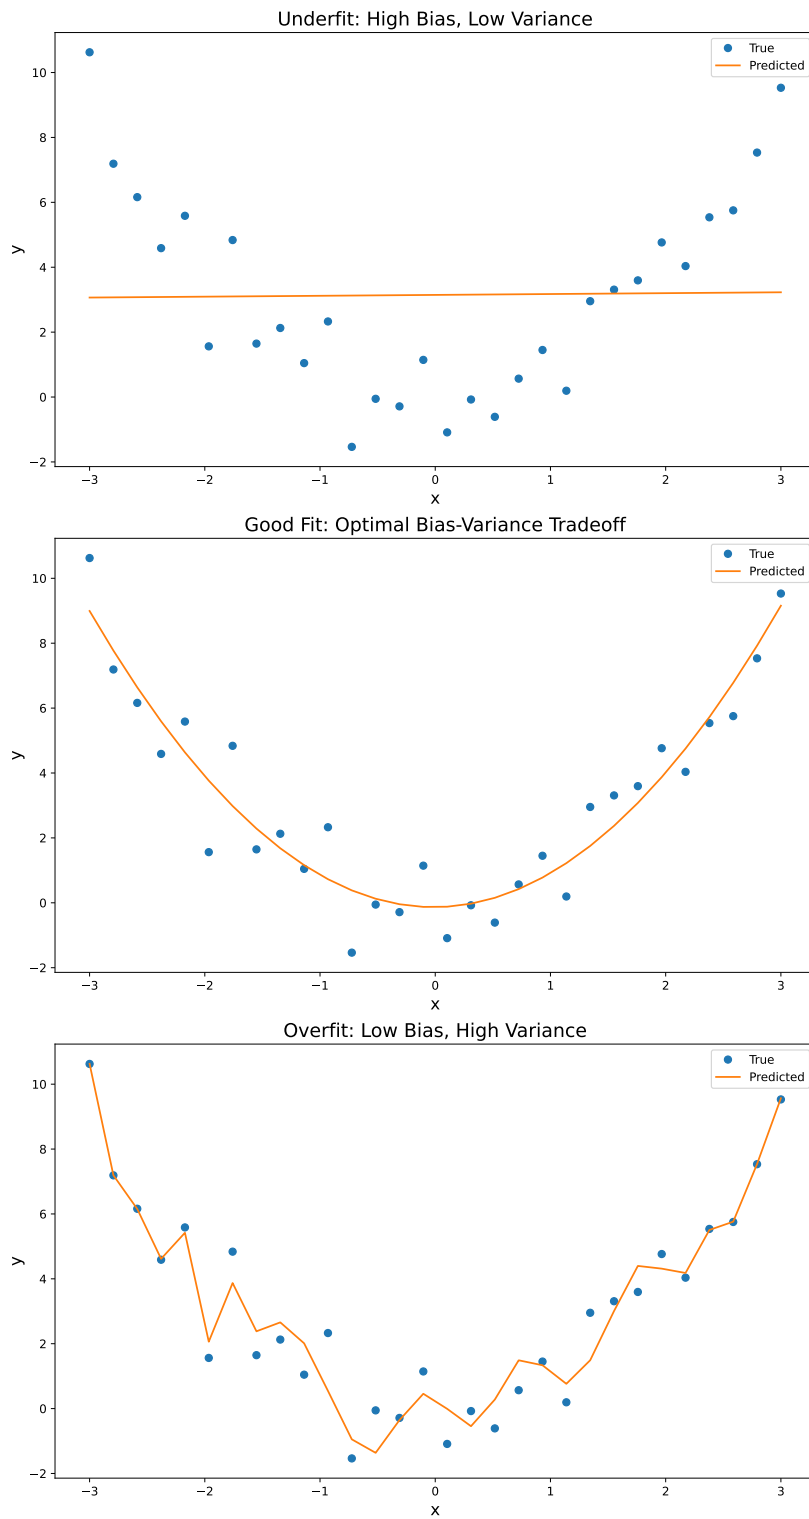 Underfit: High Bias, Low Variance
True
Predicted
10
8
6
4
2
0
−2
y
−3 −2 −1 0 1 2 3
x
Good Fit: Optimal Bias-Variance Tradeoff
True
Predicted
10
8
6
4
2
0
−2
y
−3 −2 −1 0 1 2 3
x
Overfit: Low Bias, High Variance
True
Predicted
10
8
6
4
2
0
−2
y
−3 −2 −1 0 1 2 3
x